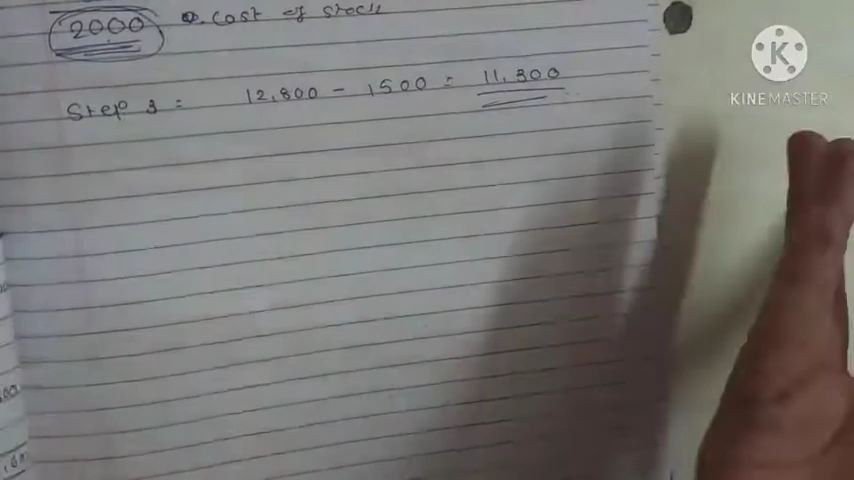 2000 Cost of stock
Step 3 = 12,800 - 1500 = 11,300
KINEMASTER